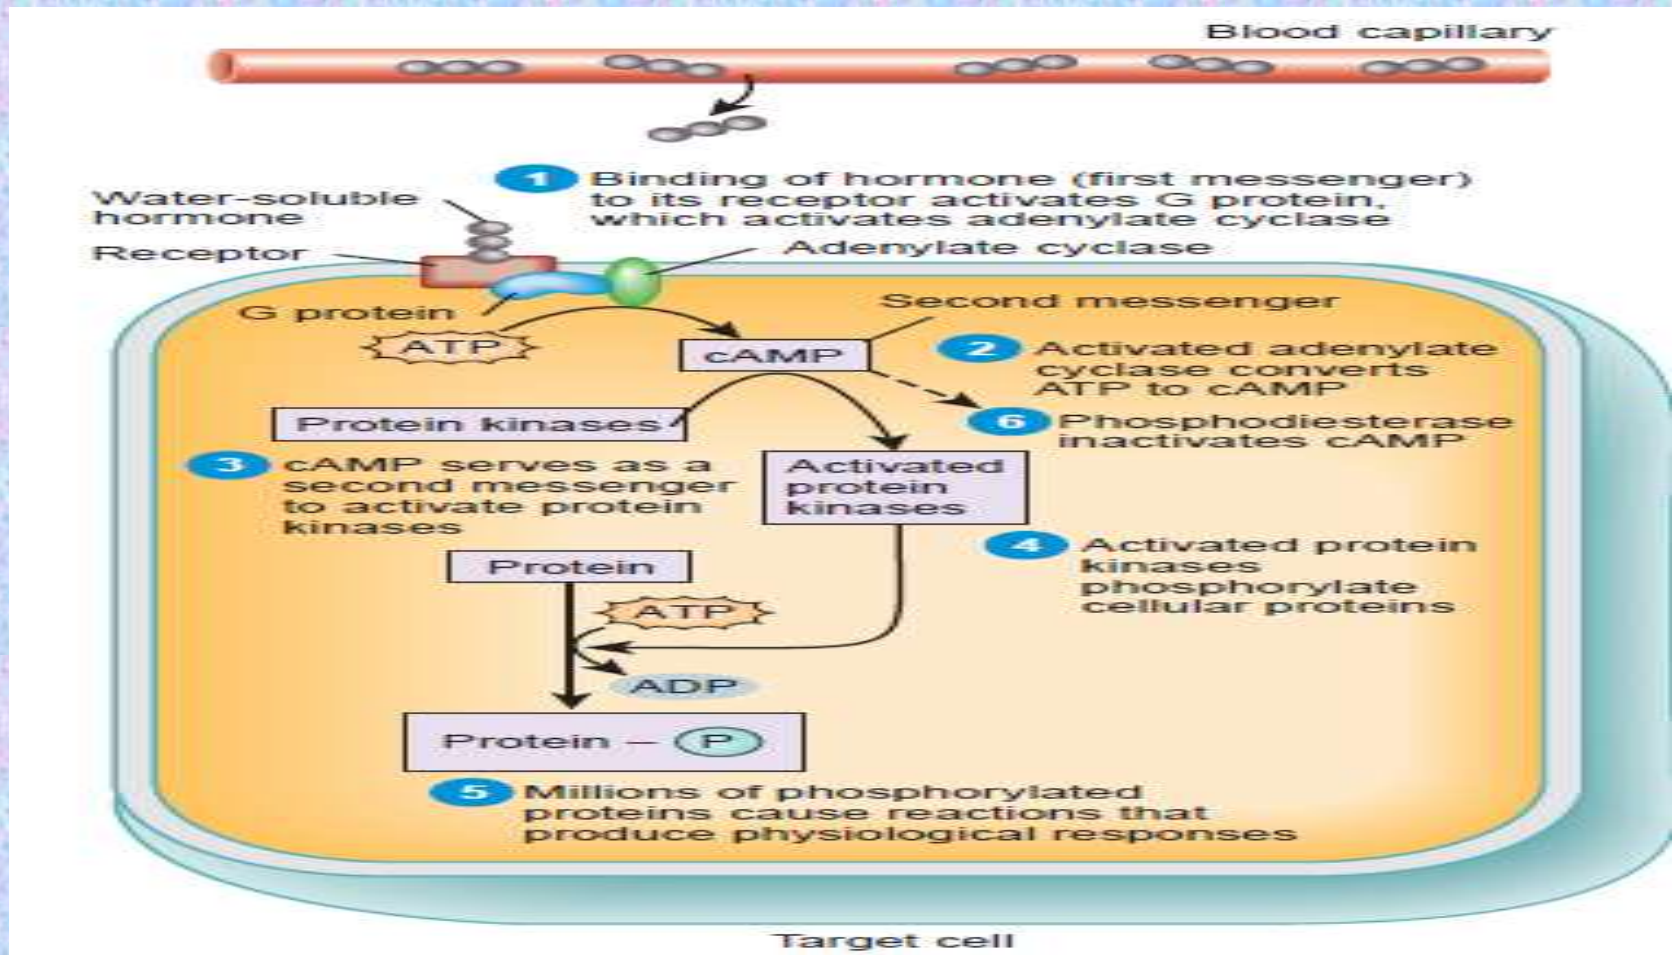 Blood capillary
1 Binding of hormone (first messenger)
to its receptor activates G protein,
which activates adenylate cyclase
Water-soluble
hormone
Receptor
Adenylate cyclase
G protein
Second messenger
ATP
cAMP
2 Activated adenylate
cyclase converts
ATP to cAMP
Protein kinases
6 Phosphodiesterase
inactivates cAMP
3 cAMP serves as a
second messenger
to activate protein
kinases
Activated
protein
kinases
4 Activated protein
kinases
phosphorylate
cellular proteins
Protein
ATP
ADP
Protein – P
5 Millions of phosphorylated
proteins cause reactions that
produce physiological responses
Target cell